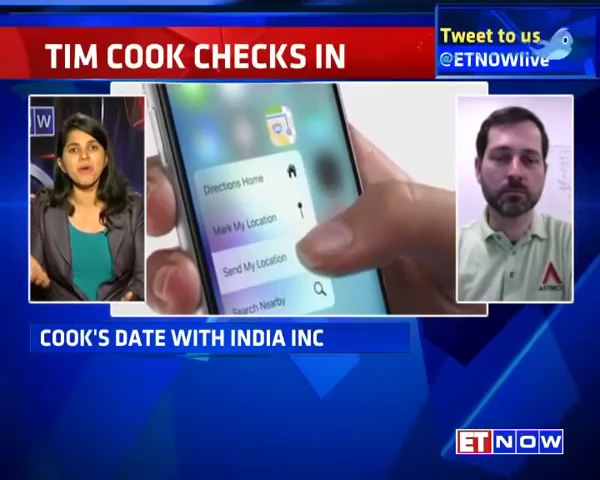 TIM COOK CHECKS IN
Tweet to us
@ETNOWlive
W
Directions Home
Mark My Location
Send My Location
Search Nearby
ASYMCO
COOK'S DATE WITH INDIA INC
ET NOW